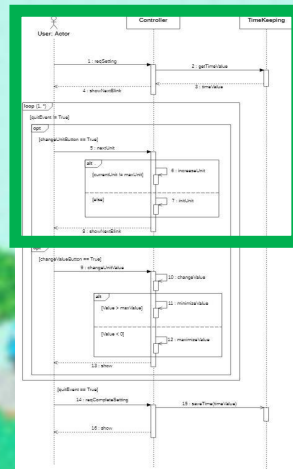 Controller
TimeKeeping
User: Actor
1 : reqSetting
2 : getTimeValue
3 : timeValue
4 : showNextBlink
loop (1, *)
[quitEvent != True]
opt
[changeUnitButton == True]
5 : nextUnit
alt
[currentUnit != maxUnit]
6 : increaseUnit
[else]
7 : initUnit
8 : showNextBlink
opt
[changeValueButton == True]
9 : changeUnitValue
10 : changeValue
alt
[Value > maxValue]
11 : minimizeValue
[Value < 0]
12 : maximizeValue
13 : show
[quitEvent == True]
14 : reqCompleteSetting
15 : saveTime(timeValue)
16 : show